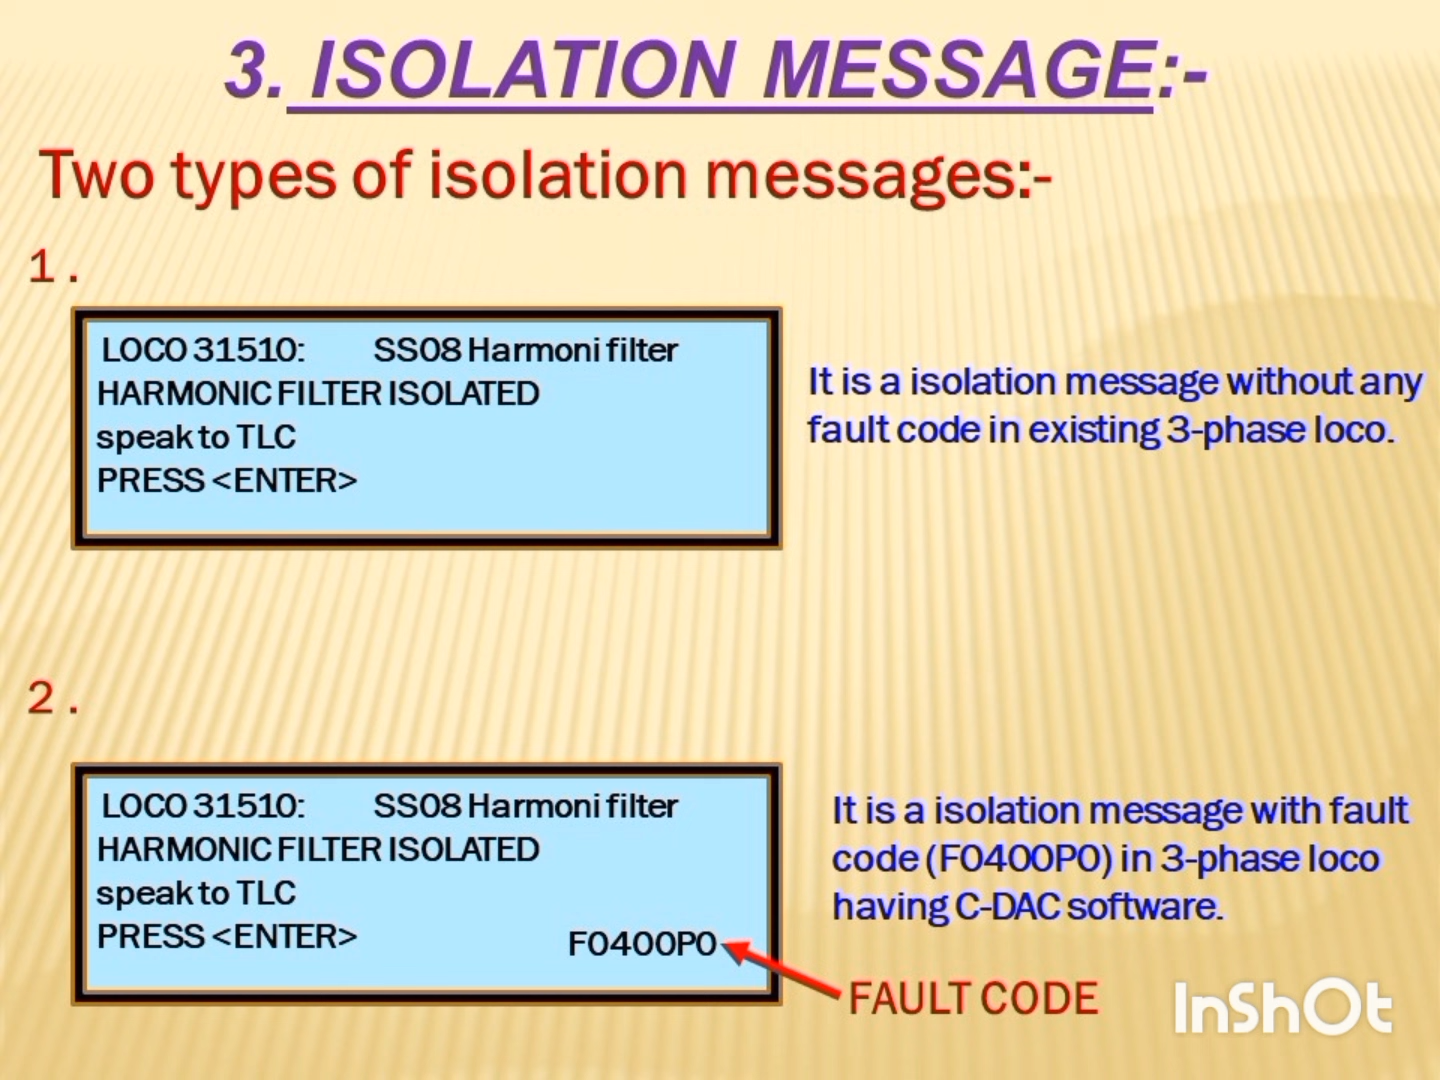 3. ISOLATION MESSAGE:-
Two types of isolation messages:-
1 .
LOCO 31510: SS08 Harmoni filter
HARMONIC FILTER ISOLATED
speak to TLC
PRESS <ENTER>
It is a isolation message without any
fault code in existing 3-phase loco.
2 .
LOCO 31510: SS08 Harmoni filter
HARMONIC FILTER ISOLATED
speak to TLC
PRESS <ENTER>
F0400P0
It is a isolation message with fault
code (F0400P0) in 3-phase loco
having C-DAC software.
FAULT CODE
InShOt